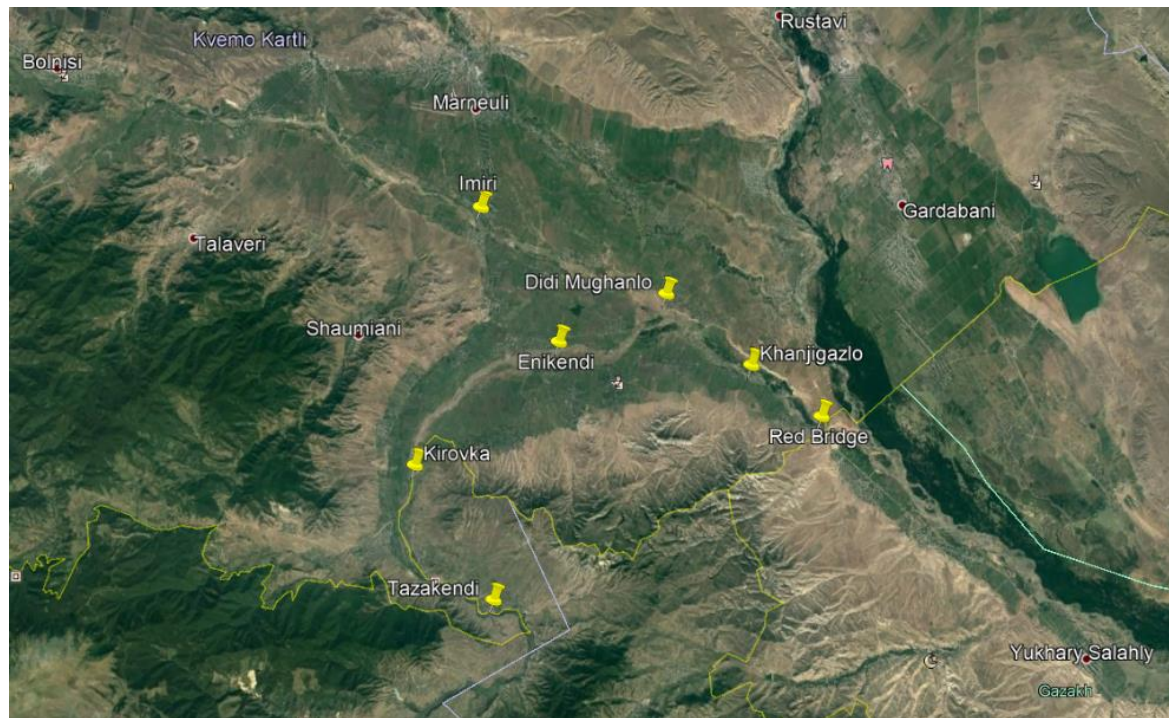 Rustavi
Kvemo Kartli
Bolnisi
Marneuli
Imiri
Gardabani
Talaveri
Didi Mughanlo
Shaumiani
Enikendi
Khanjigazlo
Red Bridge
Kirovka
Tazakendi
Yukhary Salahly
Gazakh